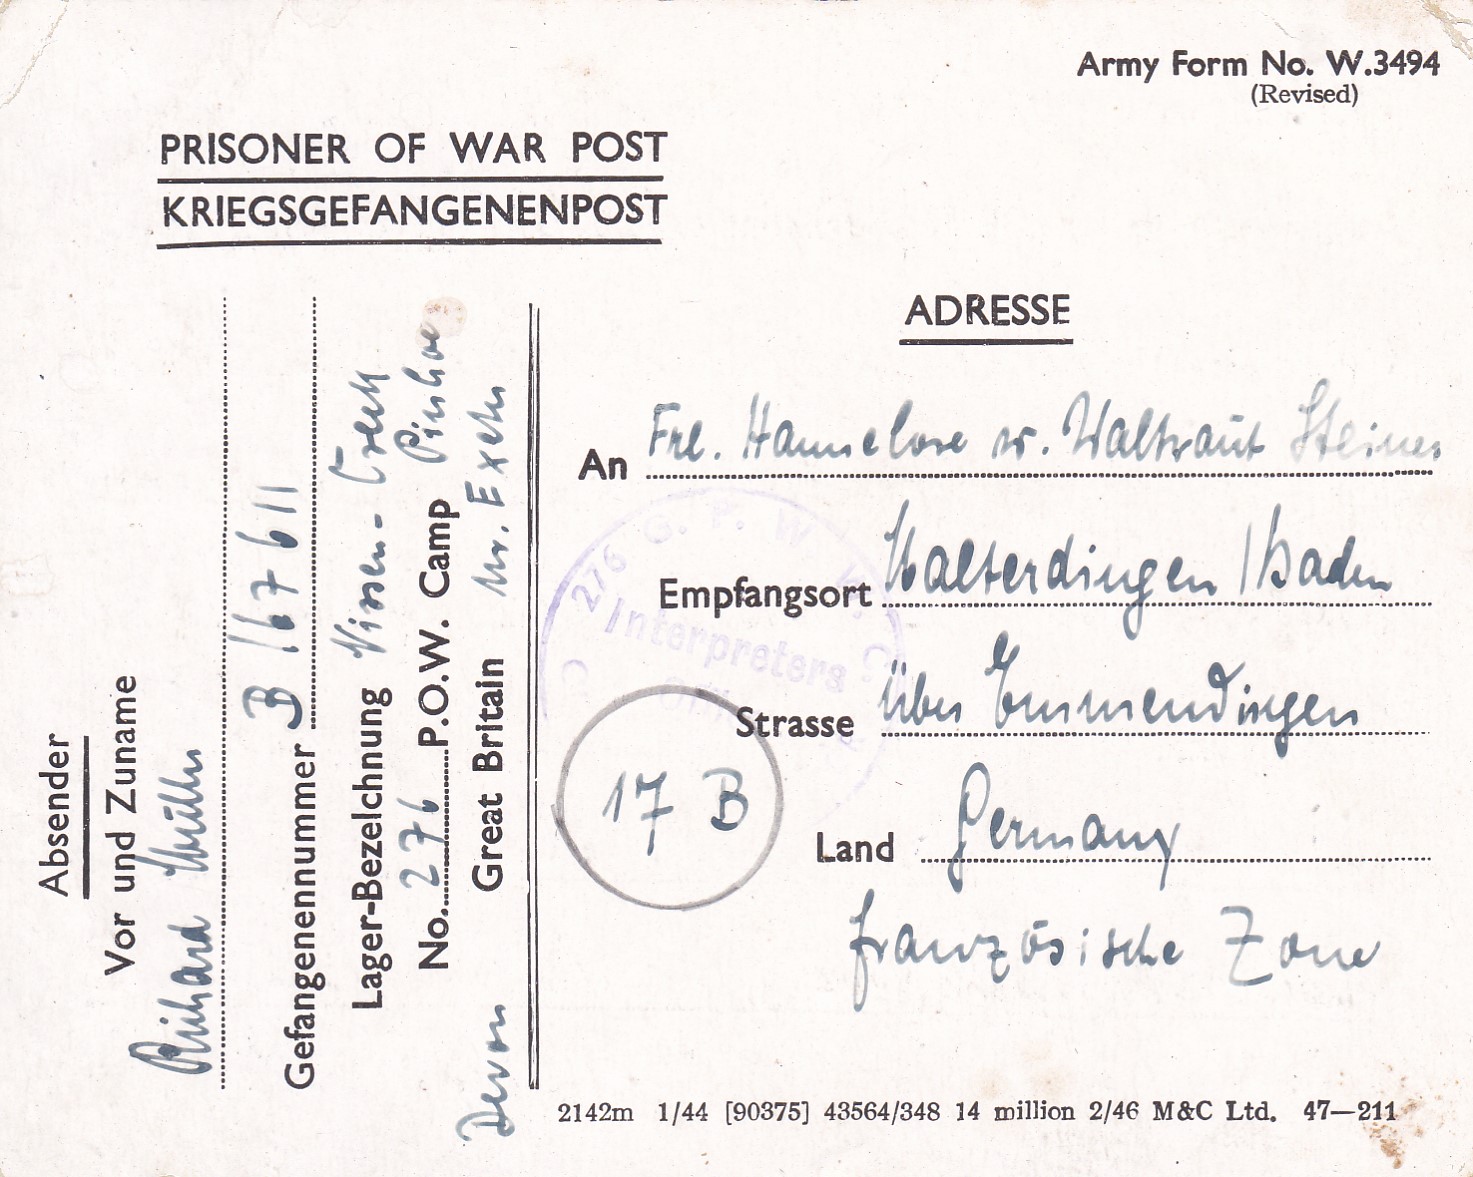 Army Form No. W.3494
(Revised)
PRISONER OF WAR POST
KRIEGSGEFANGENENPOST
Absender
Vor und Zuname
Richard
Gefangenennummer B 167611
Lager-Bezeichnung
No. 276 P.O.W. Camp Pinhoe
Great Britain nr. Exeter
Devon
ADRESSE
An Frl. Hannelore u. Waltraut Steiner
Empfangsort Malterdingen / Baden
Strasse über Emmendingen
Land Germany
französische Zone
276 G. P. W. W. C.
Interpreters
17 B
2142m 1/44 [90375] 43564/348 14 million 2/46 M&C Ltd. 47—211